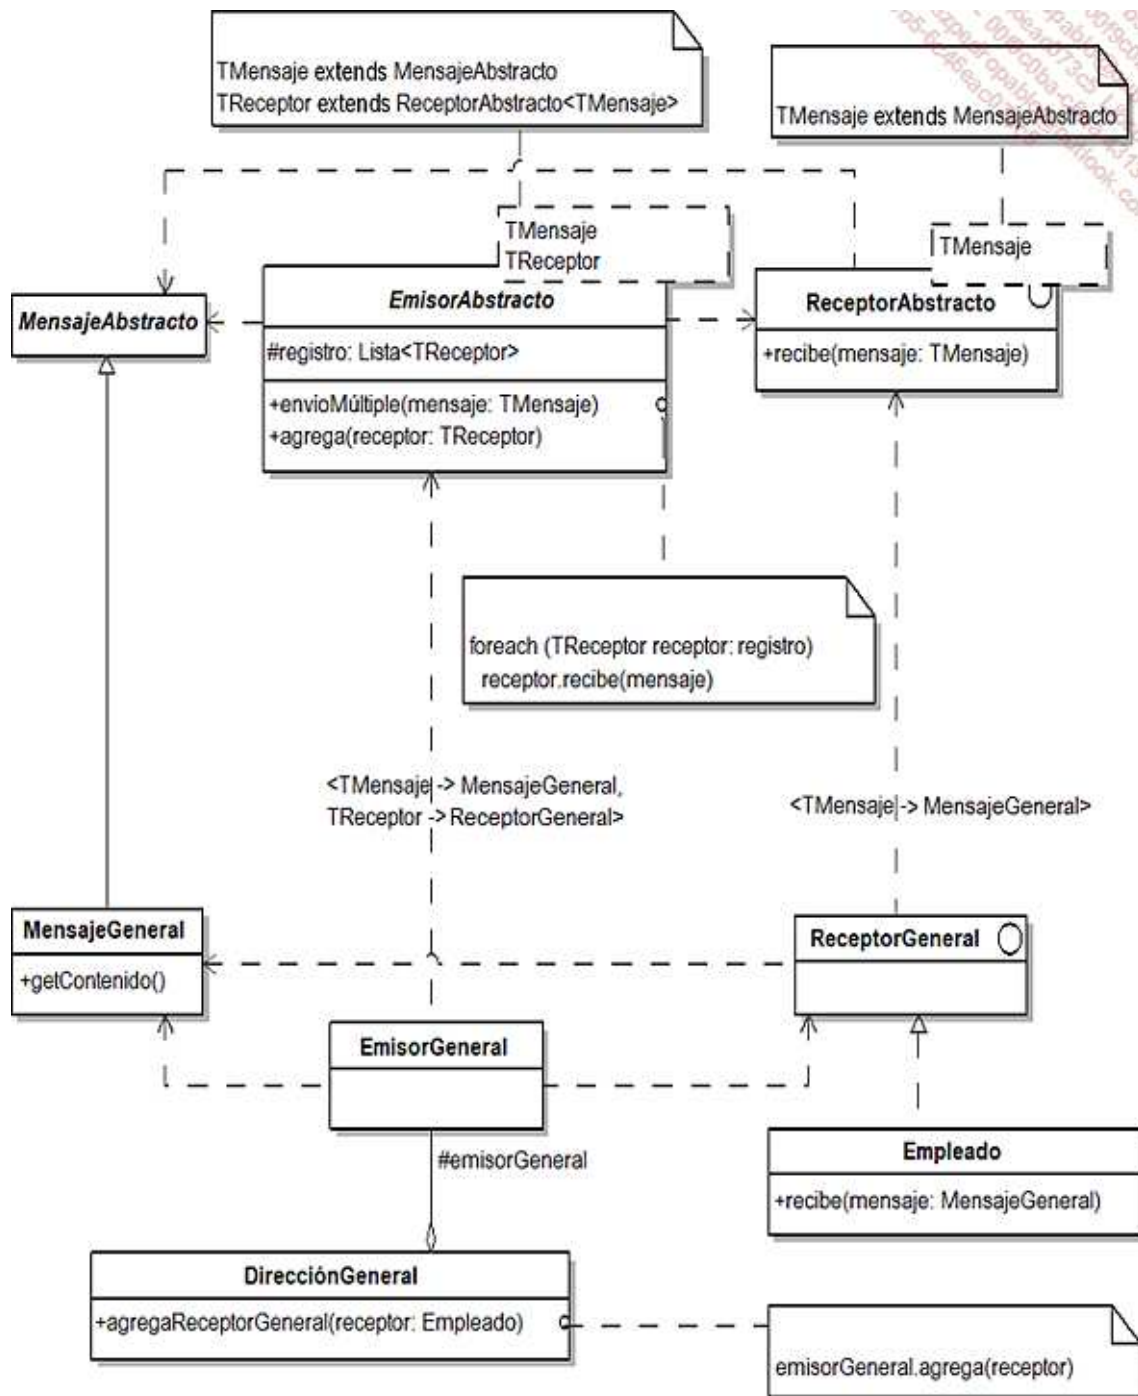 TMensaje extends MensajeAbstracto
TReceptor extends ReceptorAbstracto<TMensaje>
TMensaje extends MensajeAbstracto
TMensaje
TReceptor
TMensaje
MensajeAbstracto
EmisorAbstracto
#registro: Lista<TReceptor>
+envioMúltiple(mensaje: TMensaje)
+agrega(receptor: TReceptor)
ReceptorAbstracto
+recibe(mensaje: TMensaje)
foreach (TReceptor receptor: registro)
receptor.recibe(mensaje)
<TMensaje -> MensajeGeneral,
TReceptor -> ReceptorGeneral>
<TMensaje -> MensajeGeneral>
MensajeGeneral
+getContenido()
ReceptorGeneral
EmisorGeneral
#emisorGeneral
Empleado
+recibe(mensaje: MensajeGeneral)
DirecciónGeneral
+agregaReceptorGeneral(receptor: Empleado)
emisorGeneral.agrega(receptor)